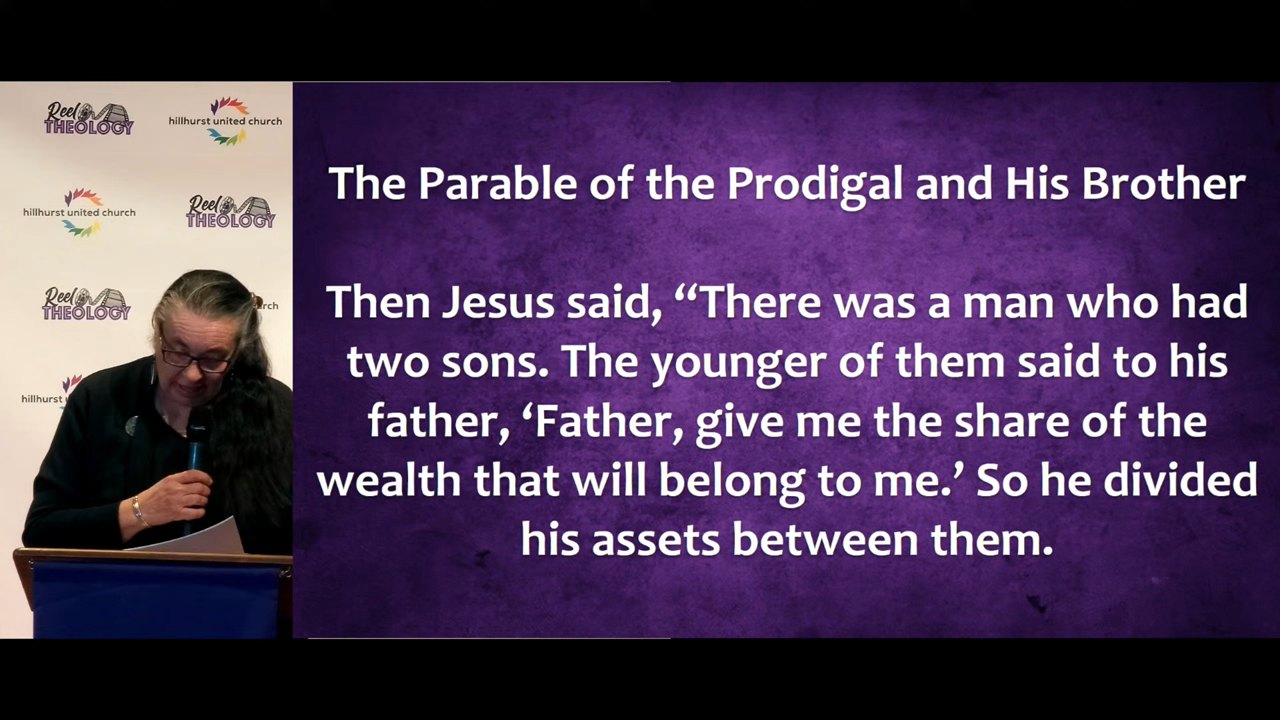 Reel
THEOLOGY
hillhurst united church
hillhurst united church
Reel
THEOLOGY
Reel
THEOLOGY
rch
hillhurst u
The Parable of the Prodigal and His Brother
Then Jesus said, “There was a man who had
two sons. The younger of them said to his
father, ‘Father, give me the share of the
wealth that will belong to me.’ So he divided
his assets between them.